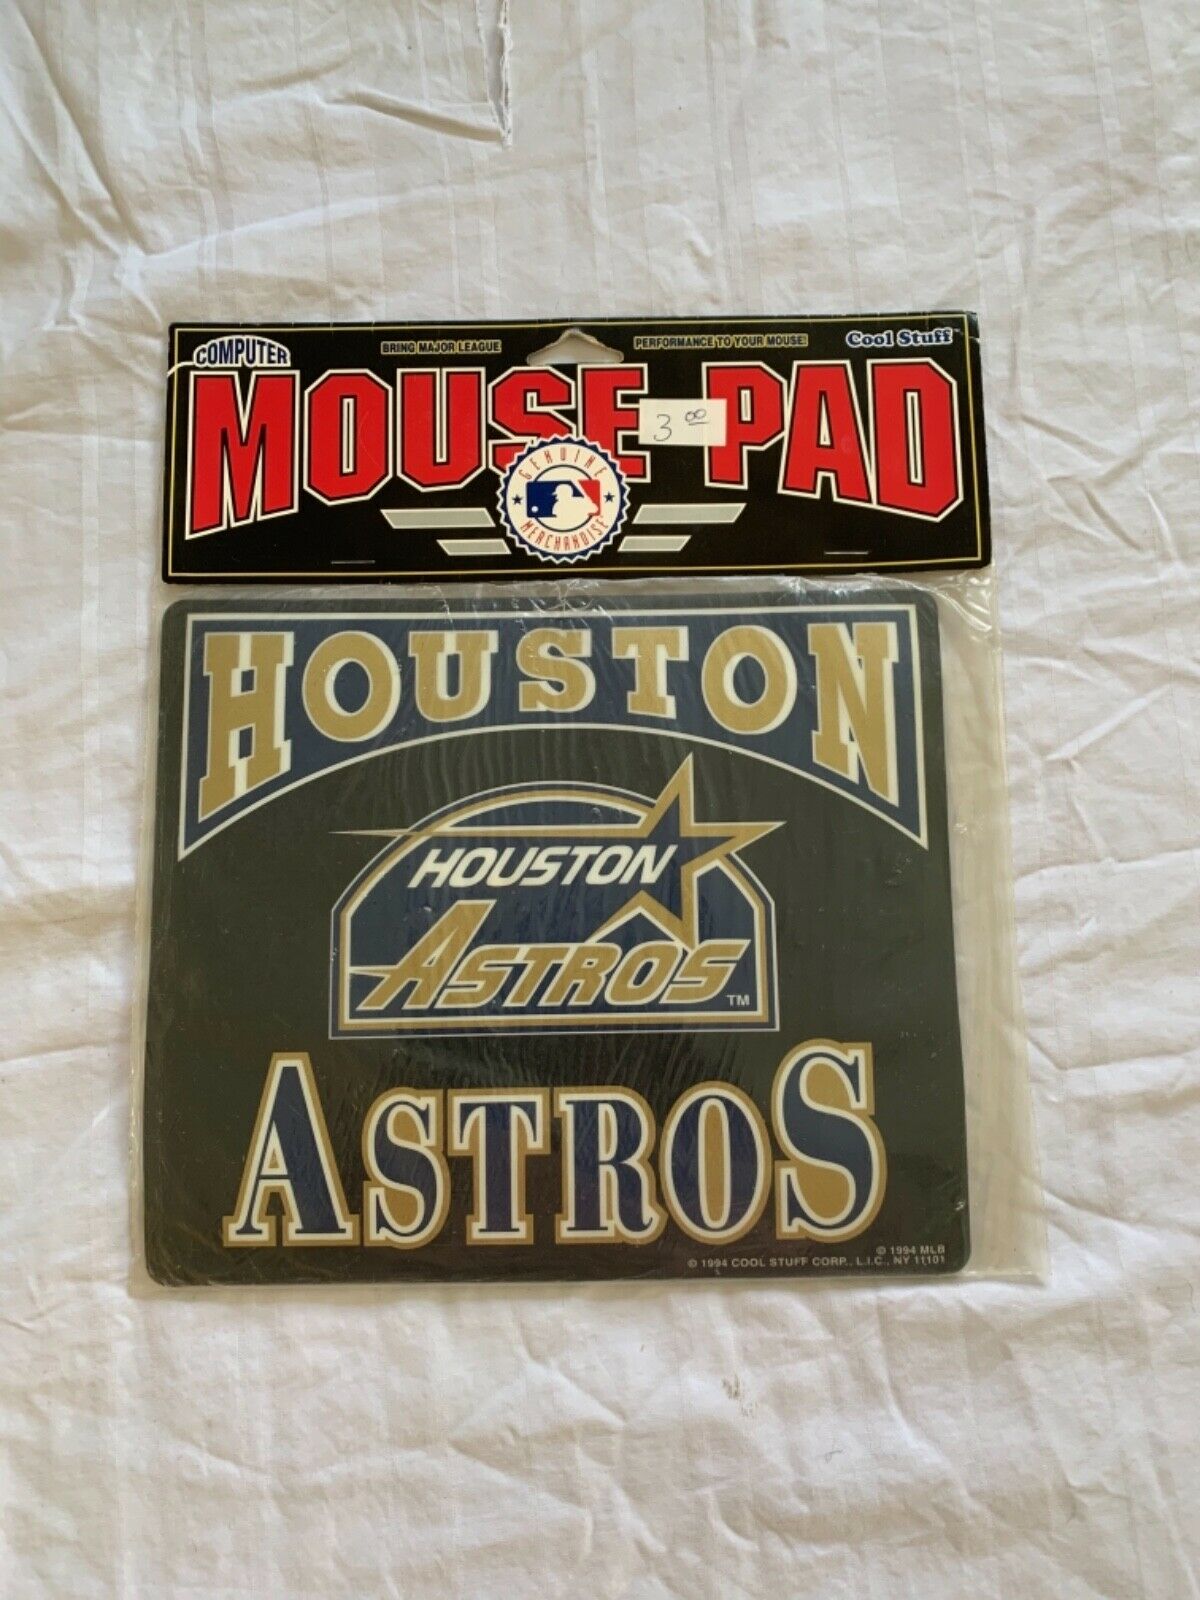 COMPUTER
BRING MAJOR LEAGUE
PERFORMANCE TO YOUR MOUSE!
Cool Stuff
MOUSE PAD
3 00
GENUINE
MERCHANDISE
HOUSTON
HOUSTON
ASTROS TM
ASTROS
© 1994 MLB
© 1994 COOL STUFF CORP., L.I.C., NY 11101